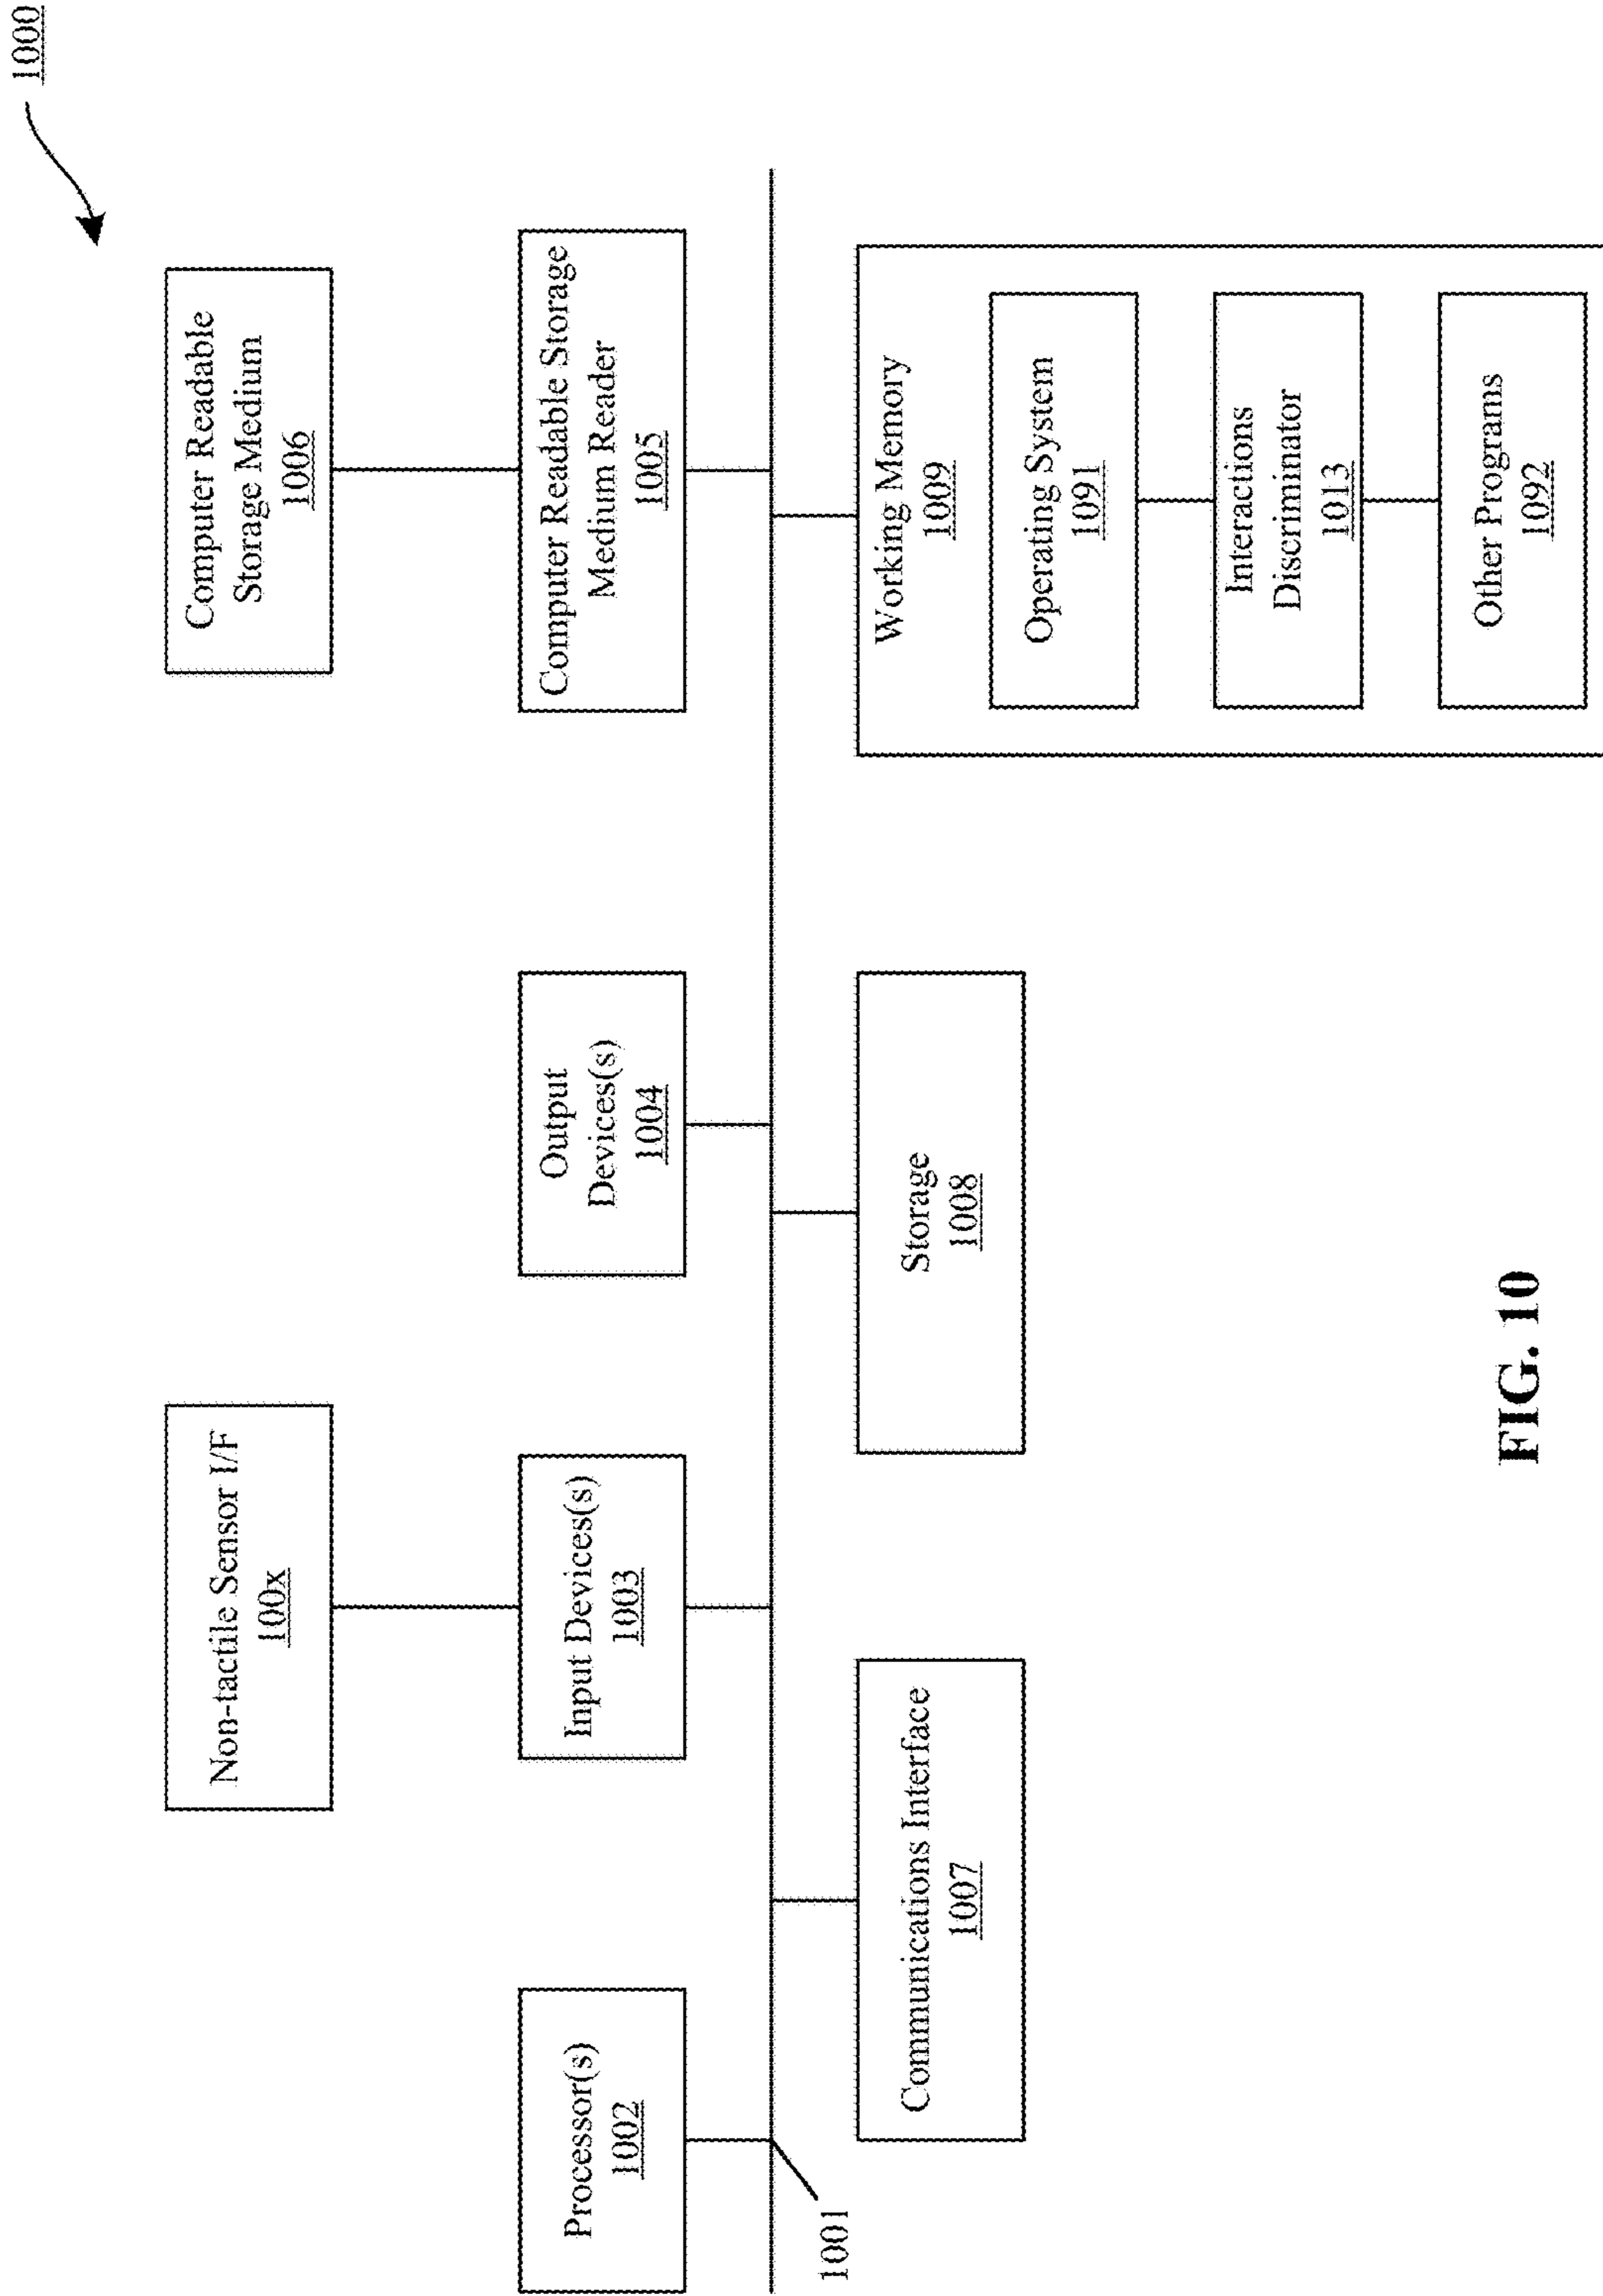 1000
Non-tactile Sensor I/F
100x
Computer Readable
Storage Medium
1006
Processor(s)
1002
Input Devices(s)
1003
Output
Devices(s)
1004
Computer Readable Storage
Medium Reader
1005
1001
Communications Interface
1007
Storage
1008
Working Memory
1009
Operating System
1091
Interactions
Discriminator
1013
Other Programs
1092
FIG. 10